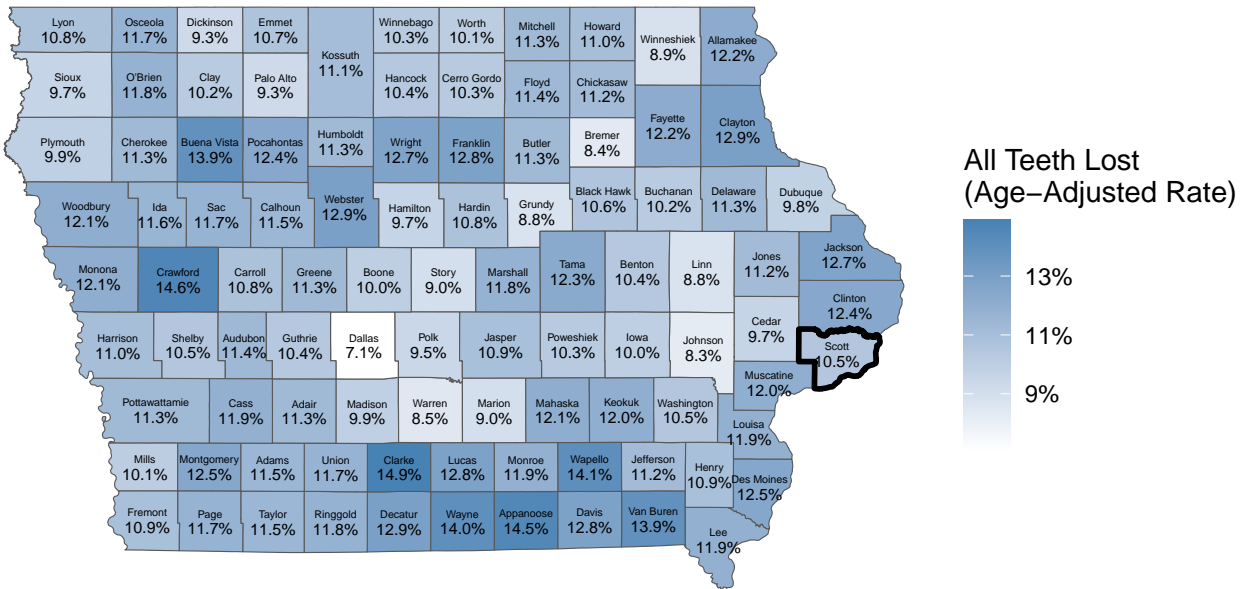 Lyon
10.8%
Osceola
11.7%
Dickinson
9.3%
Emmet
10.7%
Kossuth
11.1%
Winnebago
10.3%
Worth
10.1%
Mitchell
11.3%
Howard
11.0%
Winneshiek
8.9%
Allamakee
12.2%
Sioux
9.7%
O'Brien
11.8%
Clay
10.2%
Palo Alto
9.3%
Hancock
10.4%
Cerro Gordo
10.3%
Floyd
11.4%
Chickasaw
11.2%
Fayette
12.2%
Clayton
12.9%
Plymouth
9.9%
Cherokee
11.3%
Buena Vista
13.9%
Pocahontas
12.4%
Humboldt
11.3%
Wright
12.7%
Franklin
12.8%
Butler
11.3%
Bremer
8.4%
Woodbury
12.1%
Ida
11.6%
Sac
11.7%
Calhoun
11.5%
Webster
12.9%
Hamilton
9.7%
Hardin
10.8%
Grundy
8.8%
Black Hawk
10.6%
Buchanan
10.2%
Delaware
11.3%
Dubuque
9.8%
Monona
12.1%
Crawford
14.6%
Carroll
10.8%
Greene
11.3%
Boone
10.0%
Story
9.0%
Marshall
11.8%
Tama
12.3%
Benton
10.4%
Linn
8.8%
Jones
11.2%
Jackson
12.7%
Clinton
12.4%
Harrison
11.0%
Shelby
10.5%
Audubon
11.4%
Guthrie
10.4%
Dallas
7.1%
Polk
9.5%
Jasper
10.9%
Poweshiek
10.3%
Iowa
10.0%
Johnson
8.3%
Cedar
9.7%
Scott
10.5%
Muscatine
12.0%
Pottawattamie
11.3%
Cass
11.9%
Adair
11.3%
Madison
9.9%
Warren
8.5%
Marion
9.0%
Mahaska
12.1%
Keokuk
12.0%
Washington
10.5%
Louisa
11.9%
Mills
10.1%
Montgomery
12.5%
Adams
11.5%
Union
11.7%
Clarke
14.9%
Lucas
12.8%
Monroe
11.9%
Wapello
14.1%
Jefferson
11.2%
Henry
10.9%
Des Moines
12.5%
Fremont
10.9%
Page
11.7%
Taylor
11.5%
Ringgold
11.8%
Decatur
12.9%
Wayne
14.0%
Appanoose
14.5%
Davis
12.8%
Van Buren
13.9%
Lee
11.9%
All Teeth Lost
(Age−Adjusted Rate)
13%
11%
9%